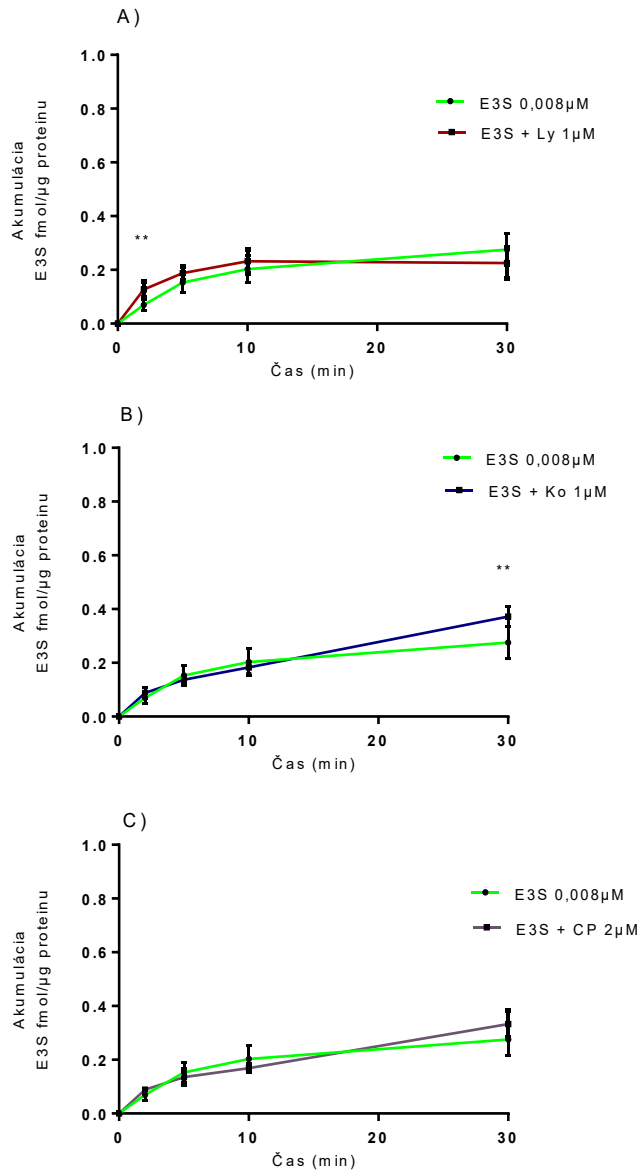 A)
Akumulácia
E3S fmol/µg proteinu
1.0
0.8
0.6
0.4
0.2
0.0
**
E3S 0,008µM
E3S + Ly 1µM
0 10 20 30
Čas (min)
B)
Akumulácia
E3S fmol/µg proteinu
1.0
0.8
0.6
0.4
0.2
0.0
**
E3S 0,008µM
E3S + Ko 1µM
0 10 20 30
Čas (min)
C)
Akumulácia
E3S fmol/µg proteinu
1.0
0.8
0.6
0.4
0.2
0.0
E3S 0,008µM
E3S + CP 2µM
0 10 20 30
Čas (min)